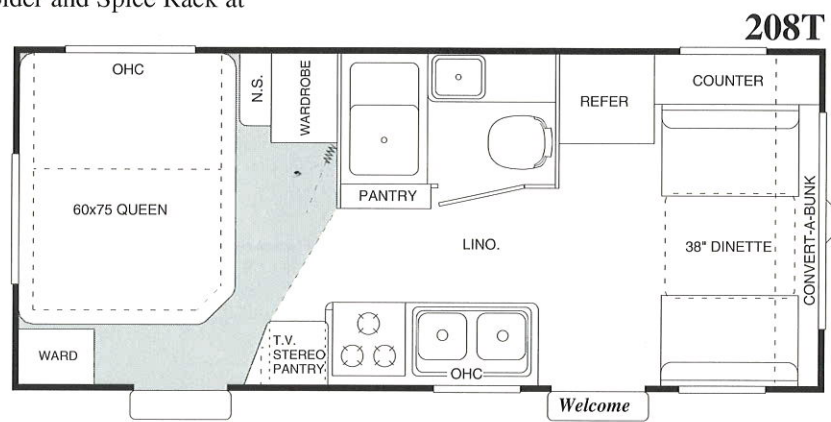 older and Spice Rack at
208T
OHC
N.S.
WARDROBE
REFER
COUNTER
PANTRY
60x75 QUEEN
LINO.
38" DINETTE
CONVERT-A-BUNK
WARD
T.V.
STEREO
PANTRY
OHC
Welcome